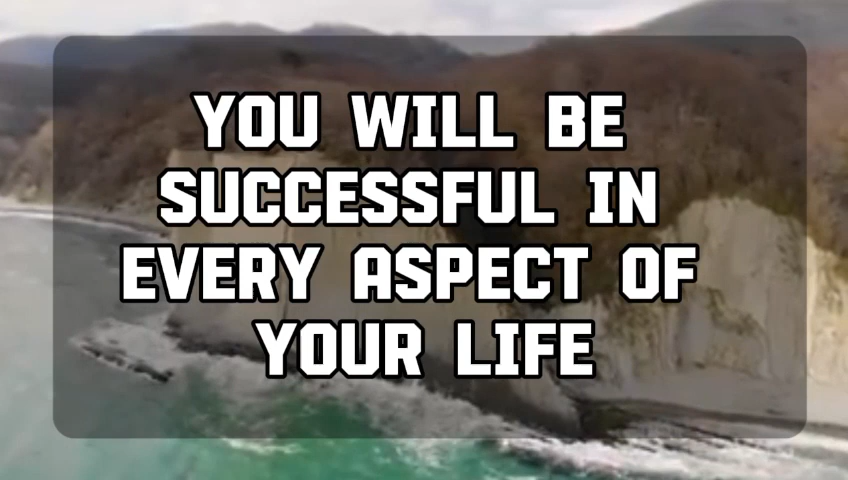 YOU WILL BE
SUCCESSFUL IN
EVERY ASPECT OF
YOUR LIFE